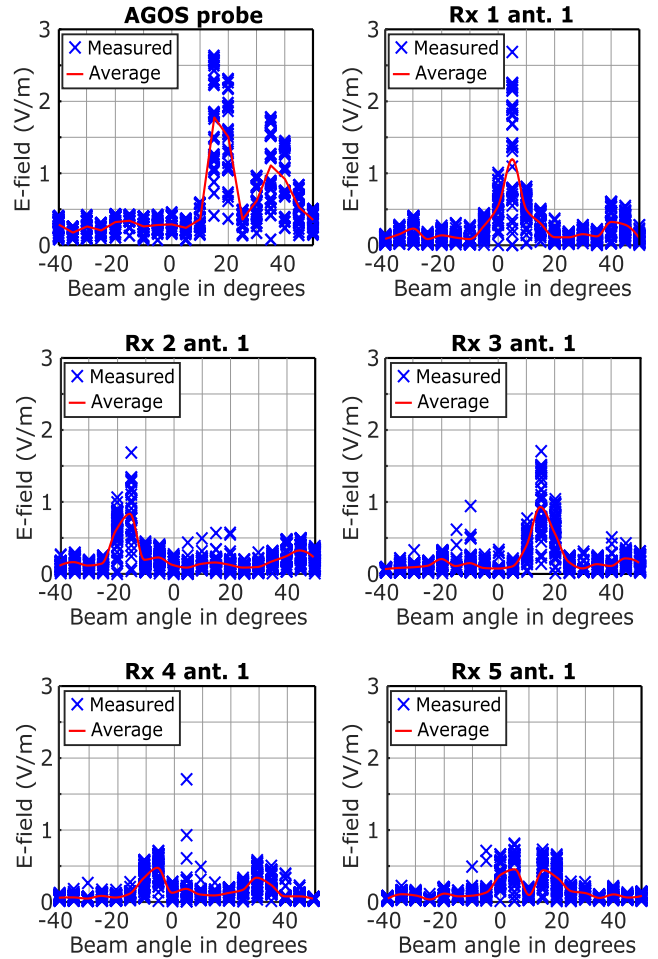 AGOS probe
Rx 1 ant. 1
3
Measured
Average
2
1
0
E-field (V/m)
-40 -20 0 20 40
Beam angle in degrees
3
Measured
Average
2
1
0
E-field (V/m)
-40 -20 0 20 40
Beam angle in degrees
Rx 2 ant. 1
Rx 3 ant. 1
3
Measured
Average
2
1
0
E-field (V/m)
-40 -20 0 20 40
Beam angle in degrees
3
Measured
Average
2
1
0
E-field (V/m)
-40 -20 0 20 40
Beam angle in degrees
Rx 4 ant. 1
Rx 5 ant. 1
3
Measured
Average
2
1
0
E-field (V/m)
-40 -20 0 20 40
Beam angle in degrees
3
Measured
Average
2
1
0
E-field (V/m)
-40 -20 0 20 40
Beam angle in degrees